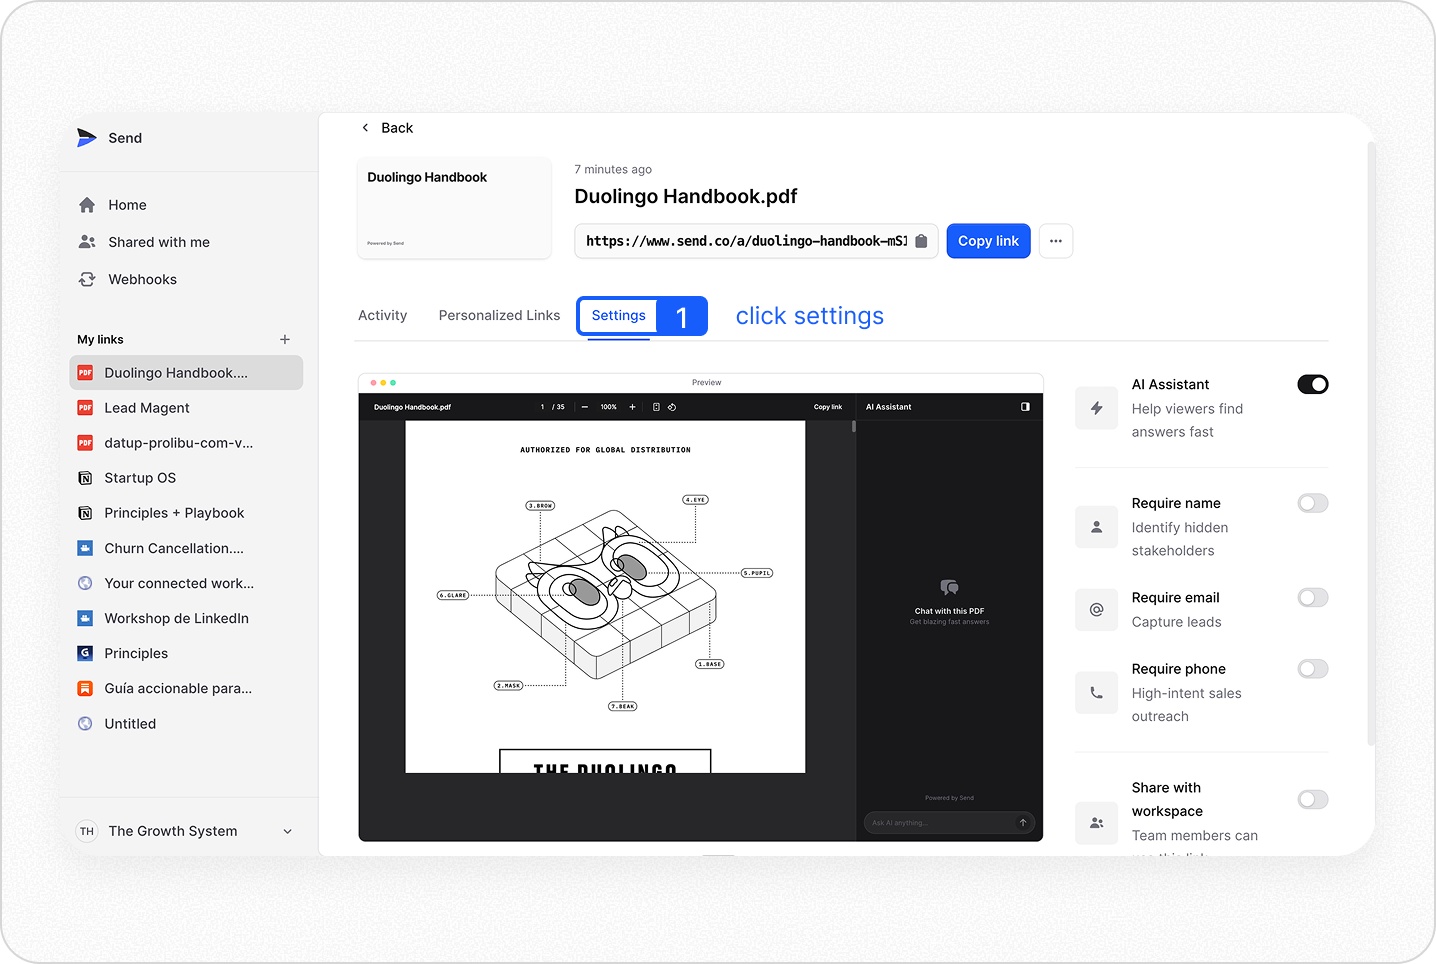 Send
Home
Shared with me
Webhooks
My links
Duolingo Handbook....
Lead Magent
datup-prolibu-com-v...
Startup OS
Principles + Playbook
Churn Cancellation....
Your connected work...
Workshop de LinkedIn
Principles
Guía accionable para...
Untitled
TH The Growth System
Back
Duolingo Handbook
Powered by Send
7 minutes ago
Duolingo Handbook.pdf
https://www.send.co/a/duolingo-handbook-mS1
Copy link
Activity Personalized Links Settings 1 click settings
Preview
Duolingo Handbook.pdf 1 / 35 100% Copy link AI Assistant
AUTHORIZED FOR GLOBAL DISTRIBUTION
4.EYE
3.BROW
5.PUPIL
6.GLARE
1.BASE
2.MASK
7.BEAK
THE DUOLINGO
Chat with this PDF
Get blazing fast answers
Powered by Send
Ask AI anything...
AI Assistant
Help viewers find
answers fast
Require name
Identify hidden
stakeholders
Require email
Capture leads
Require phone
High-intent sales
outreach
Share with
workspace
Team members can